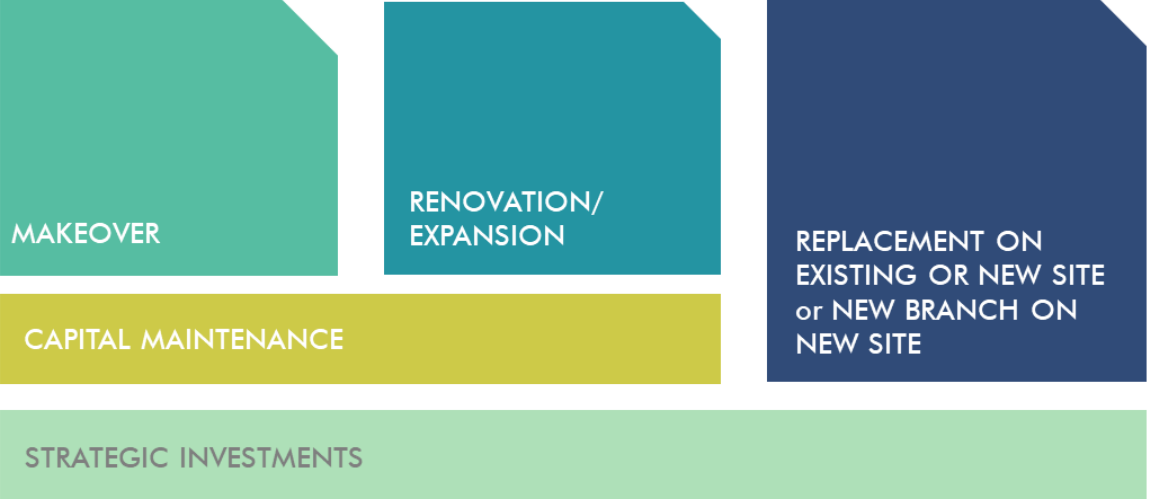 MAKEOVER
RENOVATION/
EXPANSION
REPLACEMENT ON
EXISTING OR NEW SITE
or NEW BRANCH ON
NEW SITE
CAPITAL MAINTENANCE
STRATEGIC INVESTMENTS